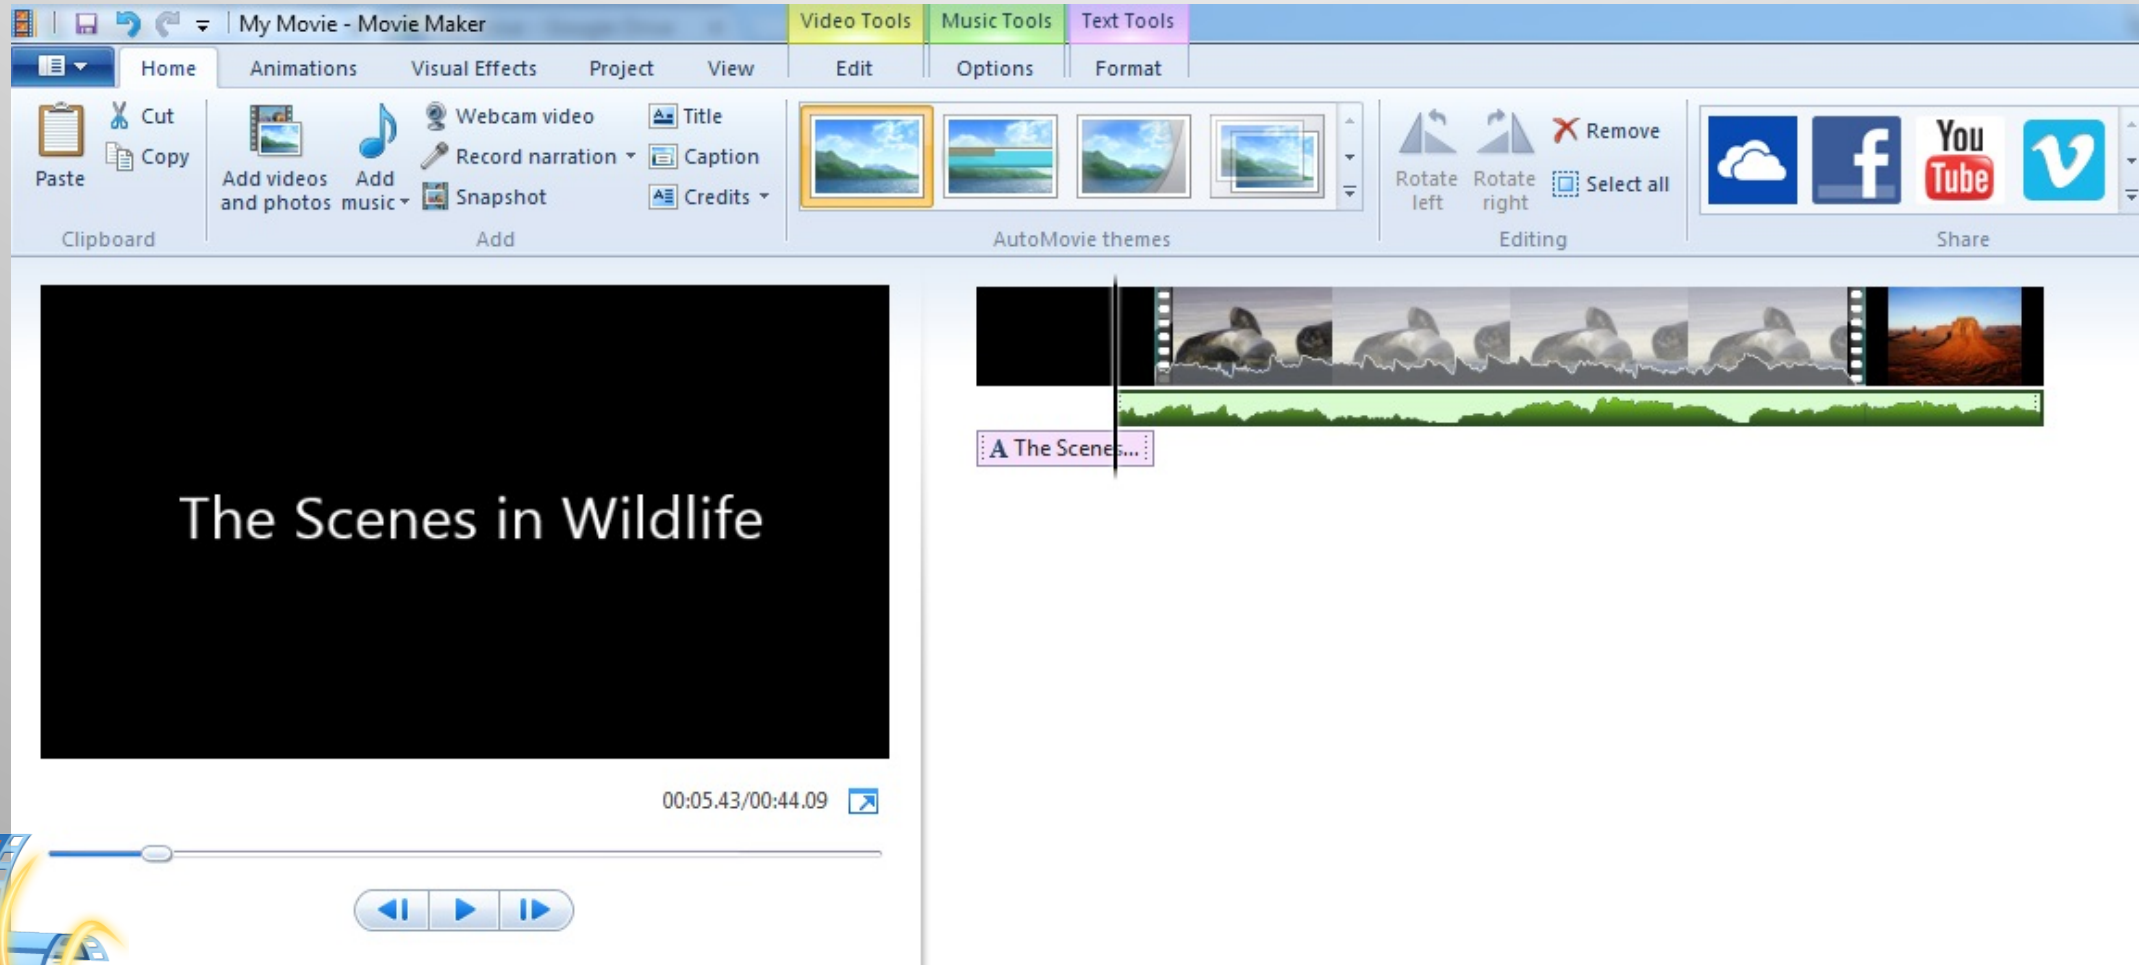 My Movie - Movie Maker
Video Tools
Music Tools
Text Tools
Home
Animations
Visual Effects
Project
View
Edit
Options
Format
Paste
Cut
Copy
Clipboard
Add videos
and photos
Add
music
Webcam video
Record narration
Snapshot
Title
Caption
Credits
Add
AutoMovie themes
Rotate
left
Rotate
right
Remove
Select all
Editing
f
You
Tube
v
Share
The Scenes in Wildlife
00:05.43/00:44.09
A The Scenes...